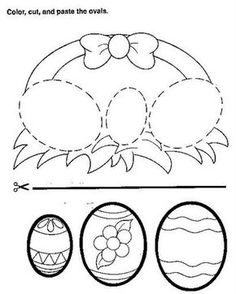 Color, cut, and paste the ovals.